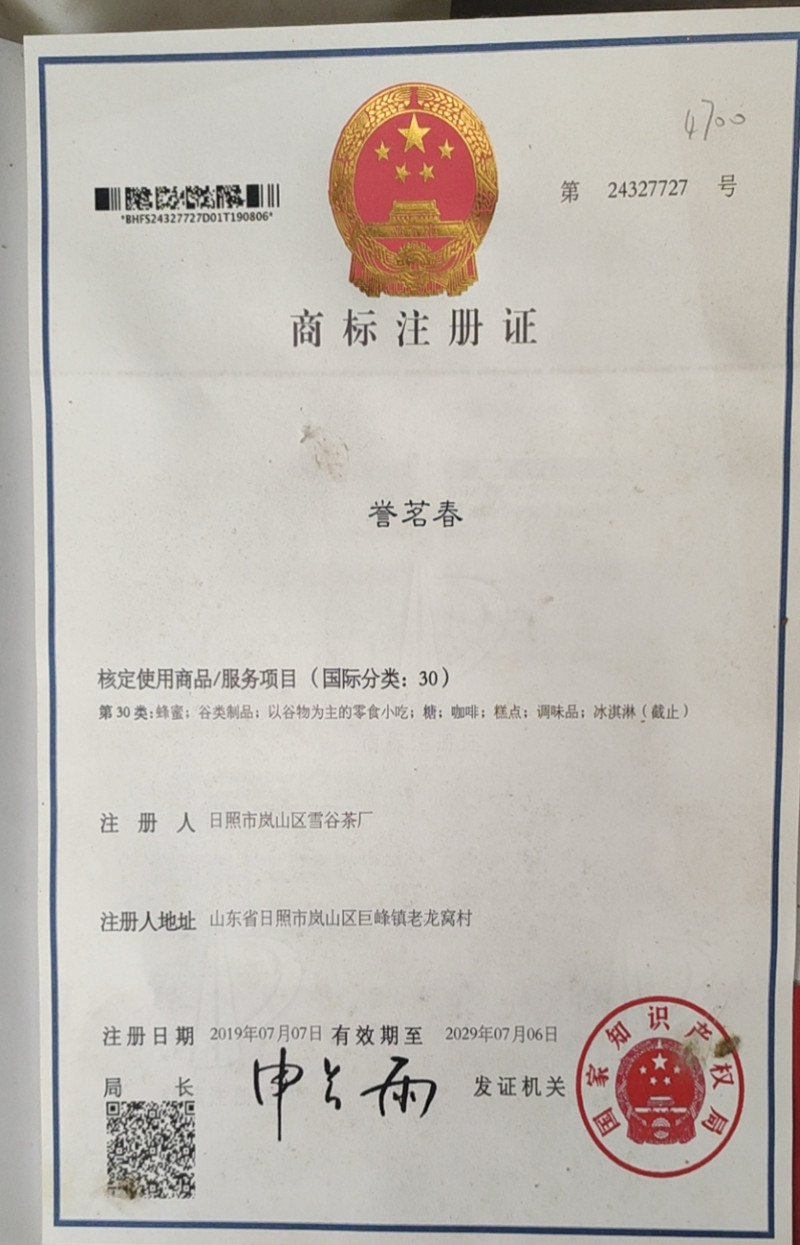 4700
*BHFS24327727D01T190806*
第 24327727 号
商标注册证
誉茗春
核定使用商品/服务项目（国际分类：30）
第30类:蜂蜜；谷类制品；以谷物为主的零食小吃；糖；咖啡；糕点；调味品；冰淇淋（截止）
注册人 日照市岚山区雪谷茶厂
注册人地址 山东省日照市岚山区巨峰镇老龙窝村
注册日期 2019年07月07日 有效期至 2029年07月06日
局长 申长雨 发证机关
国家知识产权局